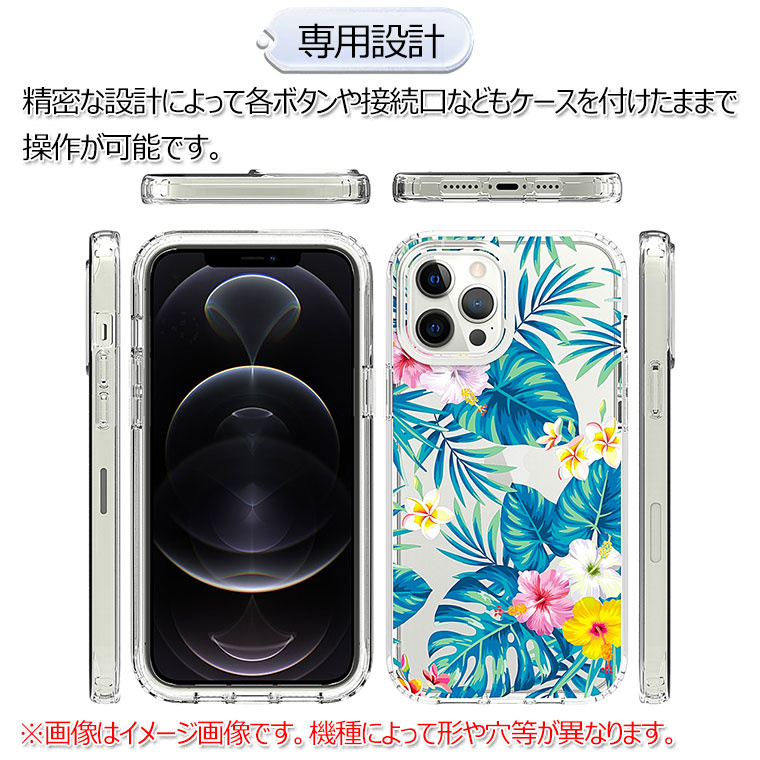 専用設計
精密な設計によって各ボタンや接続口などもケースを付けたままで
操作が可能です。
※画像はイメージ画像です。機種によって形や穴等が異なります。